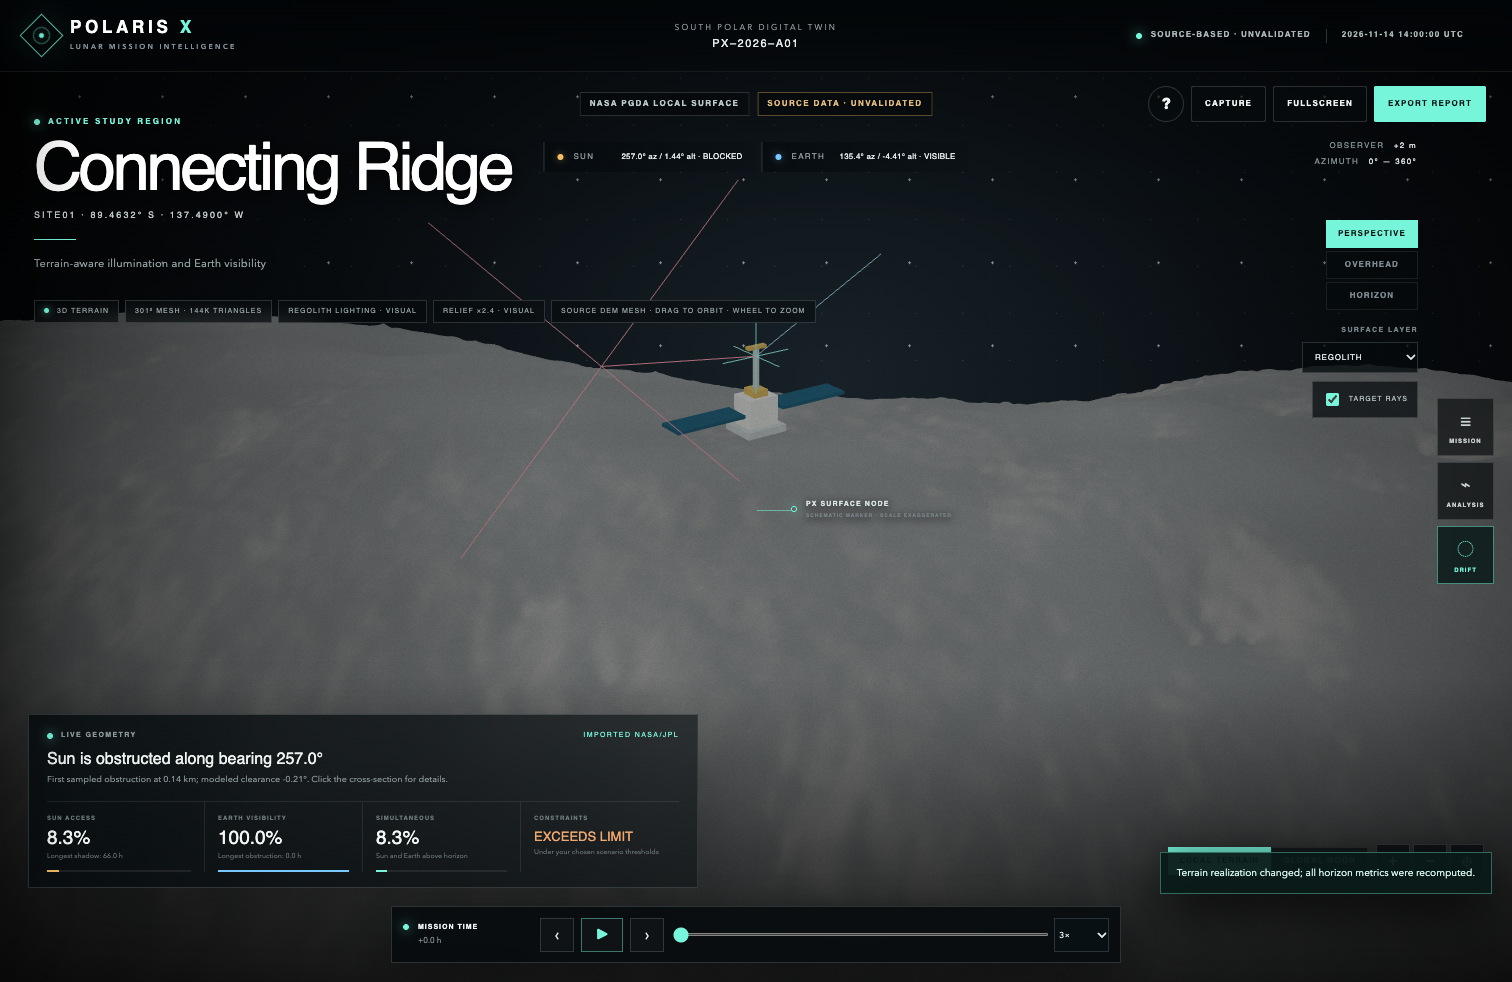 POLARIS X
LUNAR MISSION INTELLIGENCE
SOUTH POLAR DIGITAL TWIN
PX–2026–A01
SOURCE-BASED · UNVALIDATED
2026-11-14 14:00:00 UTC
NASA PGDA LOCAL SURFACE
SOURCE DATA · UNVALIDATED
?
CAPTURE
FULLSCREEN
EXPORT REPORT
ACTIVE STUDY REGION
Connecting Ridge
SITE01 · 89.4632° S · 137.4900° W
Terrain-aware illumination and Earth visibility
SUN 257.0° az / 1.44° alt · BLOCKED
EARTH 135.4° az / -4.41° alt · VISIBLE
OBSERVER +2 m
AZIMUTH 0° — 360°
PERSPECTIVE
OVERHEAD
HORIZON
SURFACE LAYER
REGOLITH
TARGET RAYS
3D TERRAIN
301² MESH · 144K TRIANGLES
REGOLITH LIGHTING · VISUAL
RELIEF ×2.4 · VISUAL
SOURCE DEM MESH · DRAG TO ORBIT · WHEEL TO ZOOM
MISSION
ANALYSIS
DRIFT
PX SURFACE NODE
SCHEMATIC MARKER · SCALE EXAGGERATED
LIVE GEOMETRY
IMPORTED NASA/JPL
Sun is obstructed along bearing 257.0°
First sampled obstruction at 0.14 km; modeled clearance -0.21°. Click the cross-section for details.
SUN ACCESS
8.3%
Longest shadow: 66.0 h
EARTH VISIBILITY
100.0%
Longest obstruction: 0.0 h
SIMULTANEOUS
8.3%
Sun and Earth above horizon
CONSTRAINTS
EXCEEDS LIMIT
Under your chosen scenario thresholds
LOCAL TERRAIN
Terrain realization changed; all horizon metrics were recomputed.
MISSION TIME
+0.0 h
3×